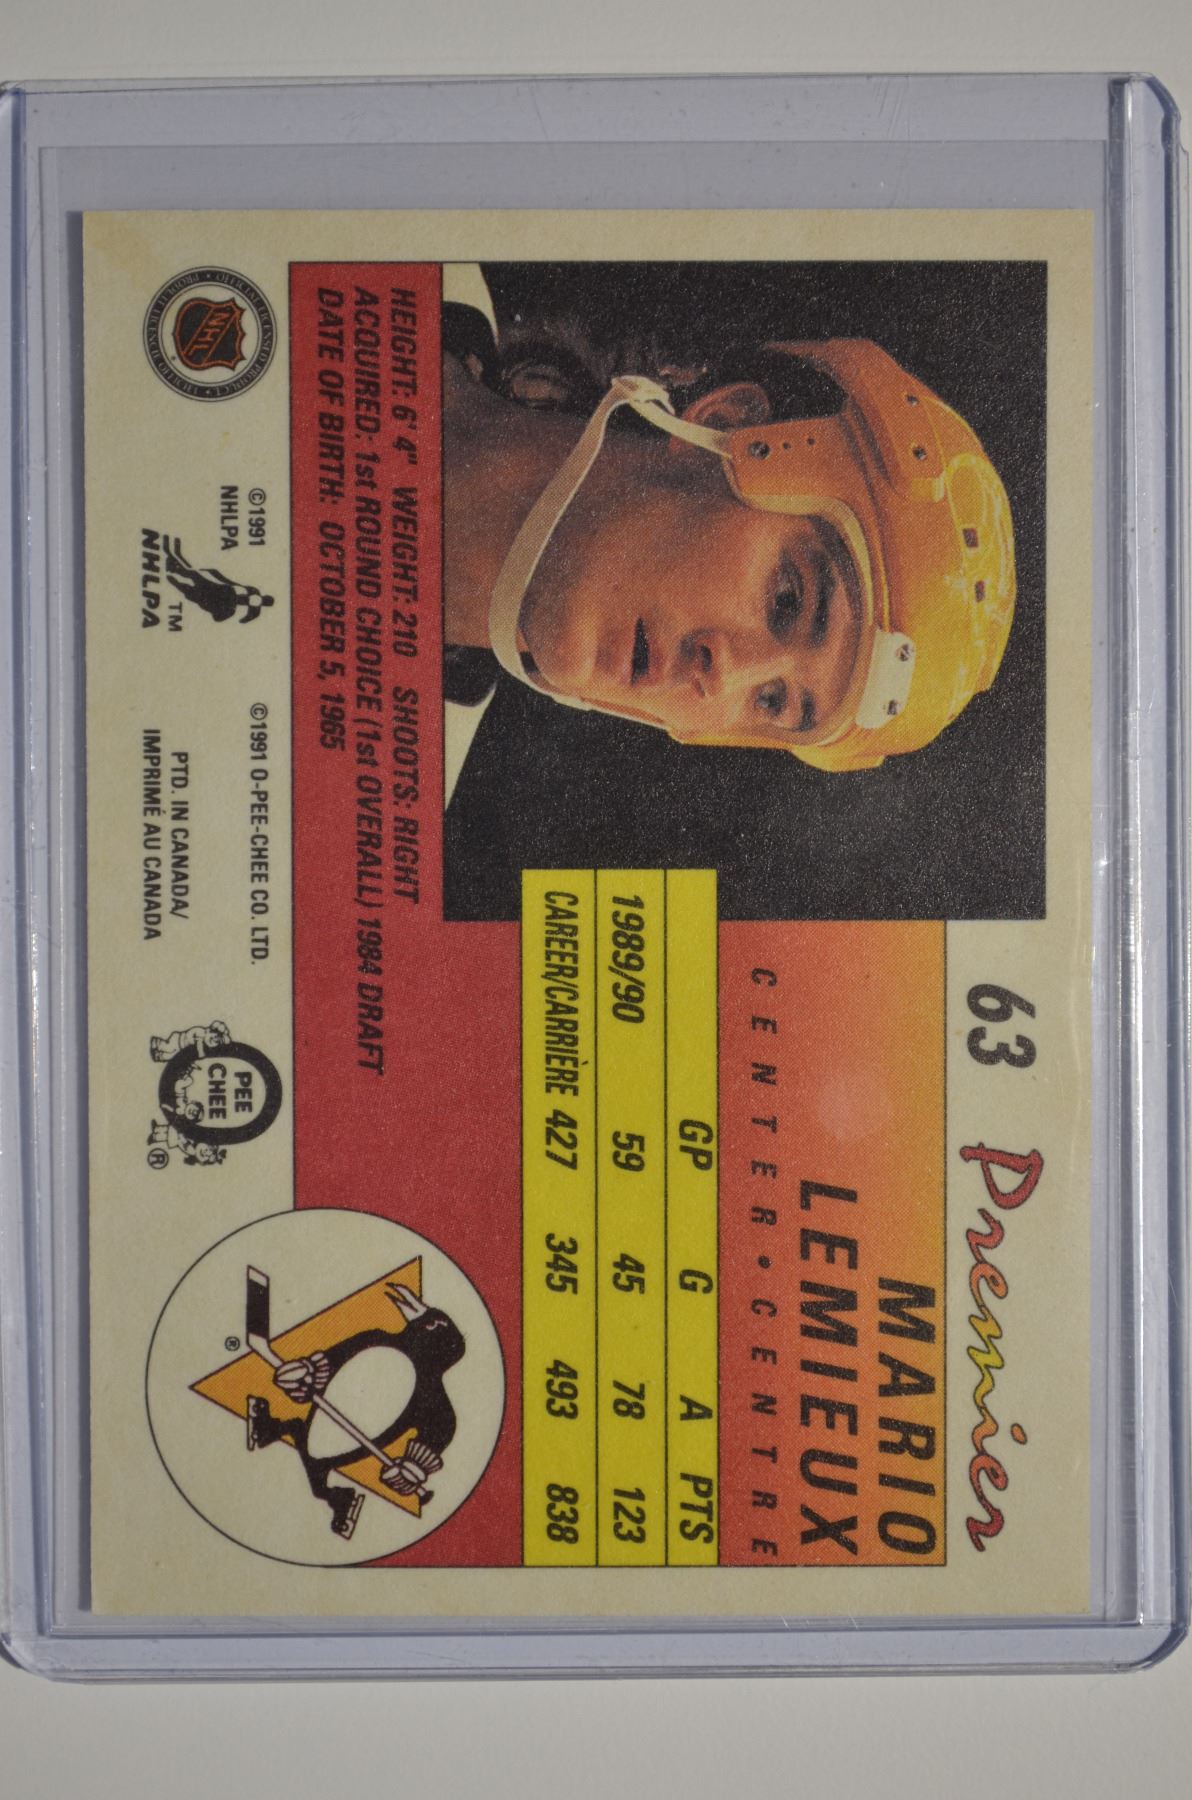 63 Premier
MARIO
LEMIEUX
CENTER • CENTRE
GP G A PTS
1989/90 59 45 78 123
CAREER/CARRIÈRE 427 345 493 838
HEIGHT: 6' 4" WEIGHT: 210 SHOOTS: RIGHT
ACQUIRED: 1st ROUND CHOICE (1st OVERALL) 1984 DRAFT
DATE OF BIRTH: OCTOBER 5, 1965
NHL
©1991
NHLPA
NHLPA
TM
©1991 O-PEE-CHEE CO. LTD.
PTD. IN CANADA/
IMPRIMÉ AU CANADA
O
PEE
CHEE
®
®